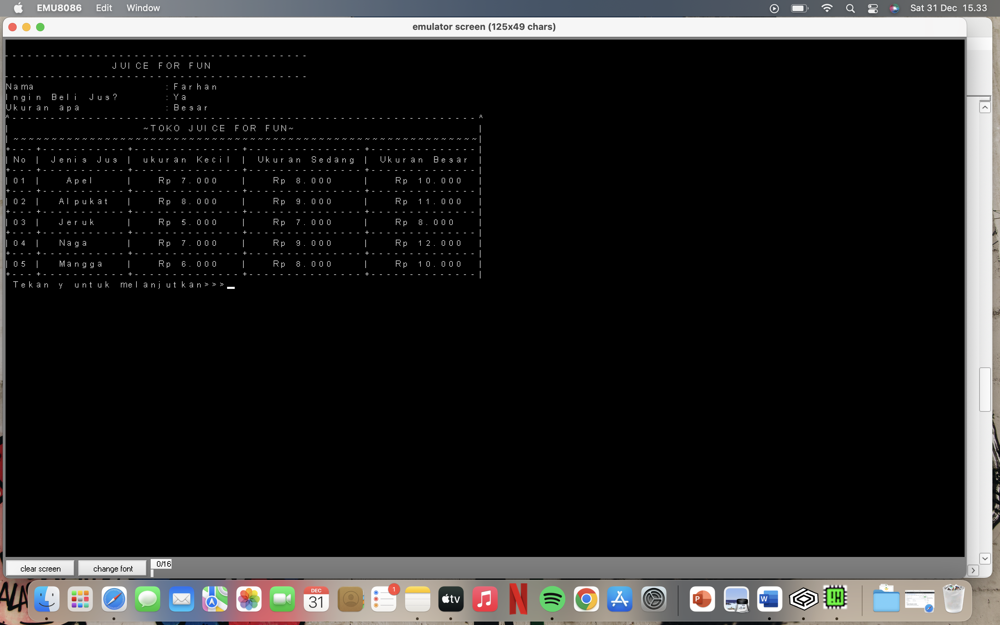 EMU8086 Edit Window Sat 31 Dec 15.33
emulator screen (125x49 chars)
----------------------------------------
JUICE FOR FUN
----------------------------------------
Nama : Farhan
Ingin Beli Jus? : Ya
Ukuran apa : Besar
^-------------------------------------------------------------^
| ~TOKO JUICE FOR FUN~ |
|~~~~~~~~~~~~~~~~~~~~~~~~~~~~~~~~~~~~~~~~~~~~~~~~~~~~~~~~~~~~~|
+---+-----------+--------------+---------------+--------------|
|No | Jenis Jus | ukuran Kecil | Ukuran Sedang | Ukuran Besar |
+---+-----------+--------------+---------------+--------------|
|01 | Apel | Rp 7.000 | Rp 8.000 | Rp 10.000 |
+---+-----------+--------------+---------------+--------------|
|02 | Alpukat | Rp 8.000 | Rp 9.000 | Rp 11.000 |
+---+-----------+--------------+---------------+--------------|
|03 | Jeruk | Rp 5.000 | Rp 7.000 | Rp 8.000 |
+---+-----------+--------------+---------------+--------------|
|04 | Naga | Rp 7.000 | Rp 9.000 | Rp 12.000 |
+---+-----------+--------------+---------------+--------------|
|05 | Mangga | Rp 6.000 | Rp 8.000 | Rp 10.000 |
+---+-----------+--------------+---------------+--------------|
Tekan y untuk melanjutkan>>>_
clear screen change font 0/16
DEC
31
1
tv
N
P
W